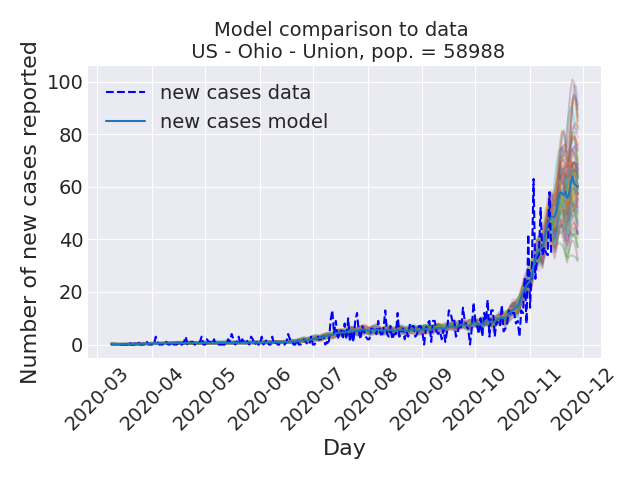 Model comparison to data
US - Ohio - Union, pop. = 58988
Number of new cases reported
100
80
60
40
20
0
new cases data
new cases model
2020-03
2020-04
2020-05
2020-06
2020-07
2020-08
2020-09
2020-10
2020-11
2020-12
Day